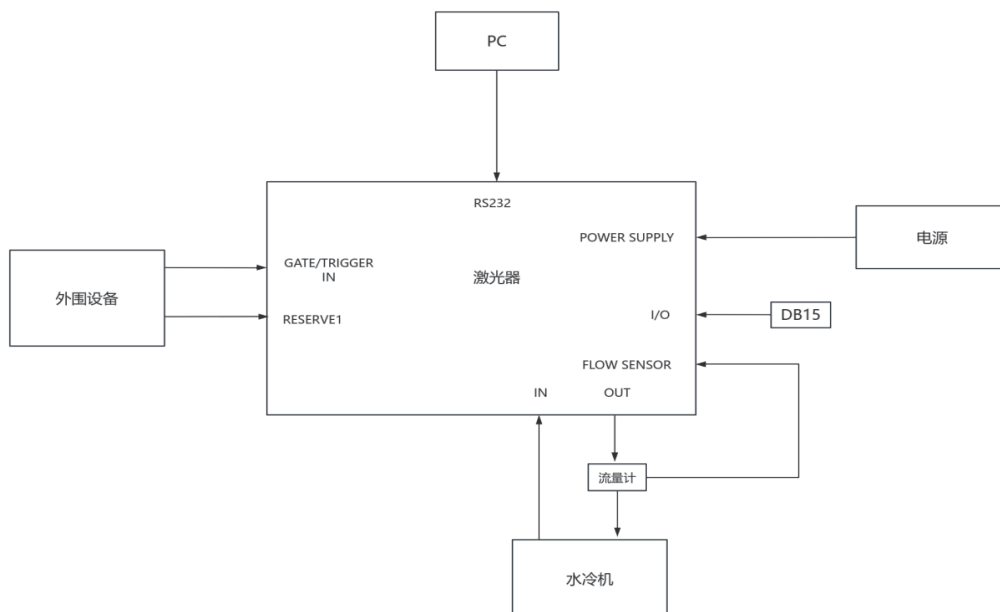 PC
RS232
POWER SUPPLY
电源
GATE/TRIGGER
IN
激光器
外围设备
RESERVE1
I/O
DB15
FLOW SENSOR
IN
OUT
流量计
水冷机